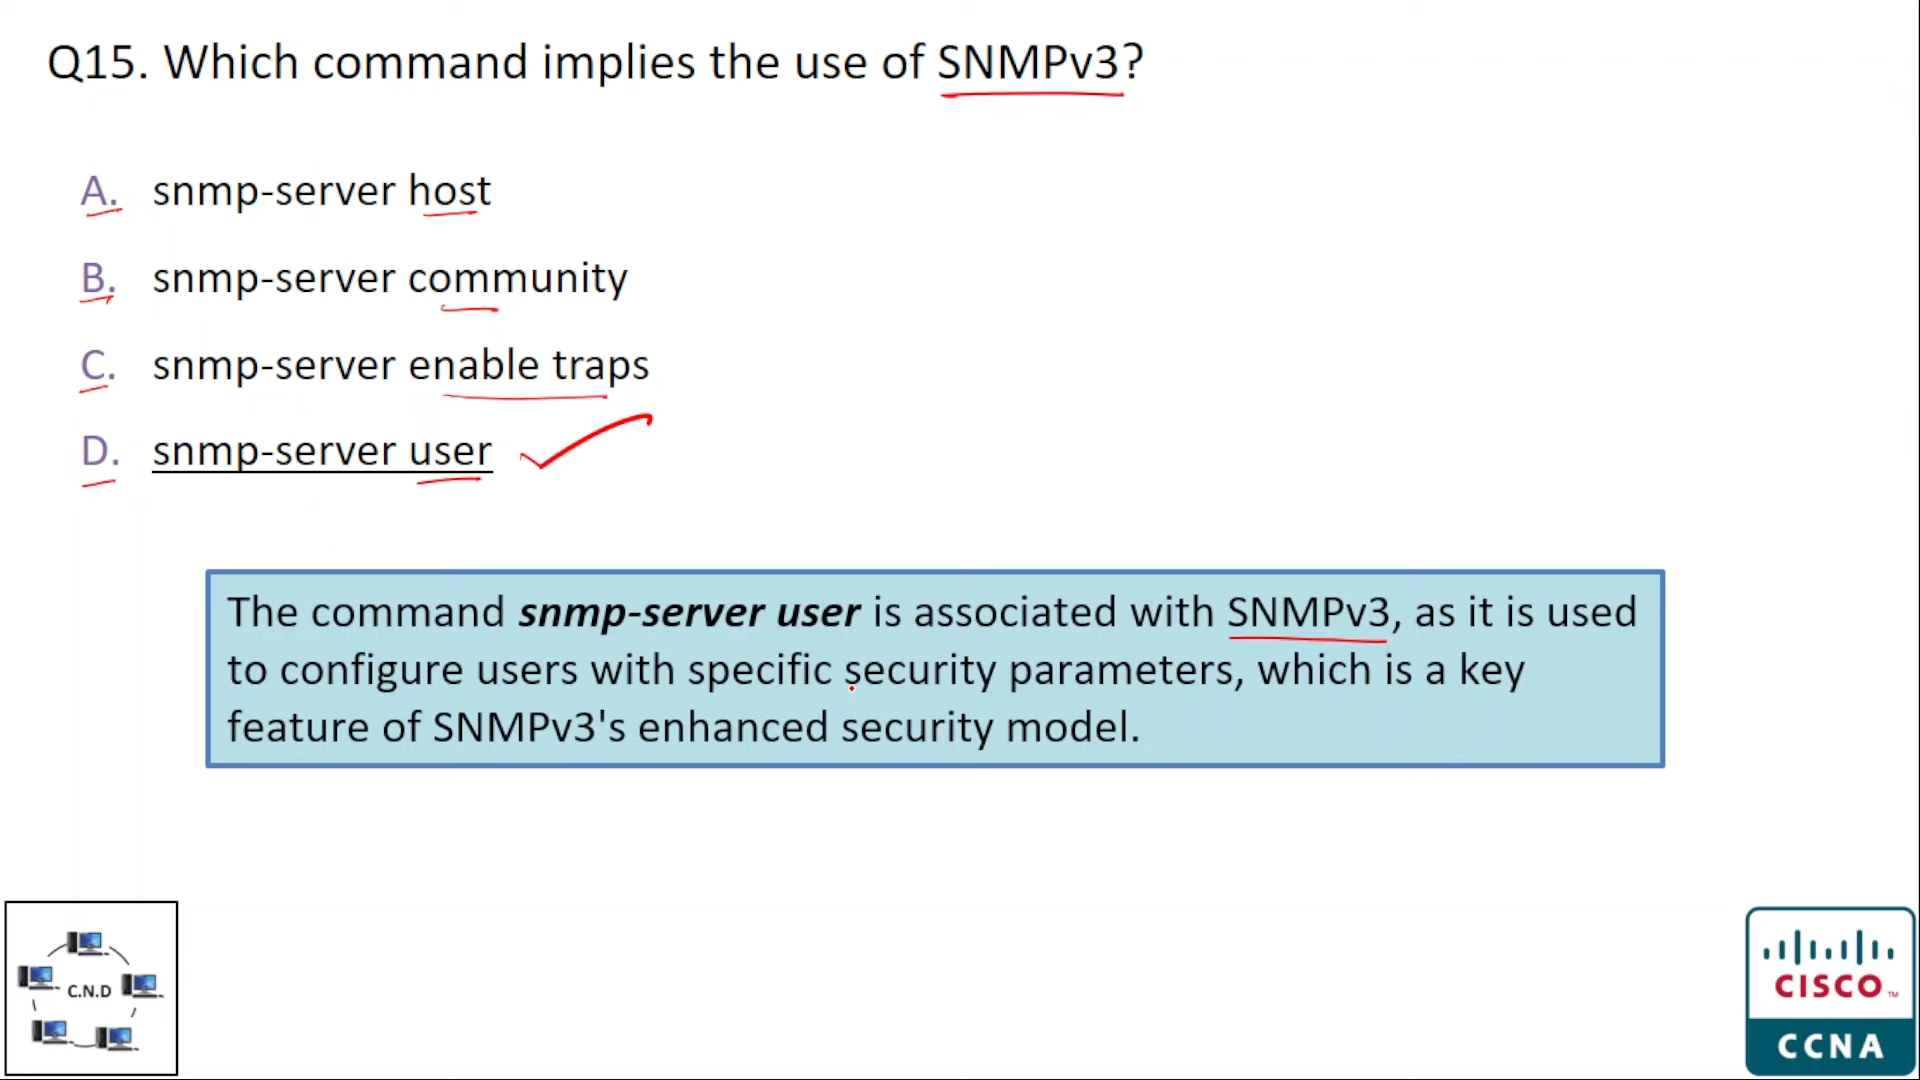 Q15. Which command implies the use of SNMPv3?
A. snmp-server host
B. snmp-server community
C. snmp-server enable traps
D. snmp-server user
The command snmp-server user is associated with SNMPv3, as it is used
to configure users with specific security parameters, which is a key
feature of SNMPv3's enhanced security model.
C.N.D
CISCO™
CCNA